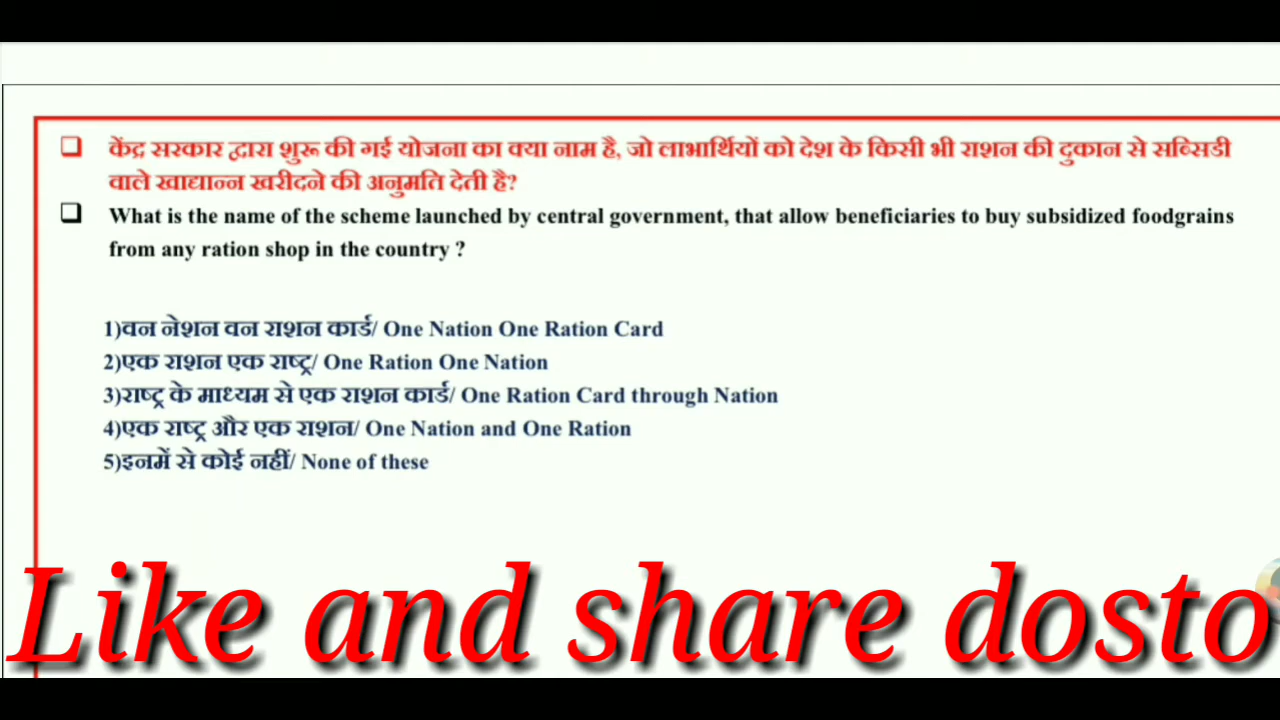 ❑ केंद्र सरकार द्वारा शुरू की गई योजना का क्या नाम है, जो लाभार्थियों को देश के किसी भी राशन की दुकान से सब्सिडी
वाले खाद्यान्न खरीदने की अनुमति देती है?
❑ What is the name of the scheme launched by central government, that allow beneficiaries to buy subsidized foodgrains
from any ration shop in the country ?
1)वन नेशन वन राशन कार्ड/ One Nation One Ration Card
2)एक राशन एक राष्ट्र/ One Ration One Nation
3)राष्ट्र के माध्यम से एक राशन कार्ड/ One Ration Card through Nation
4)एक राष्ट्र और एक राशन/ One Nation and One Ration
5)इनमें से कोई नहीं/ None of these
Like and share dosto